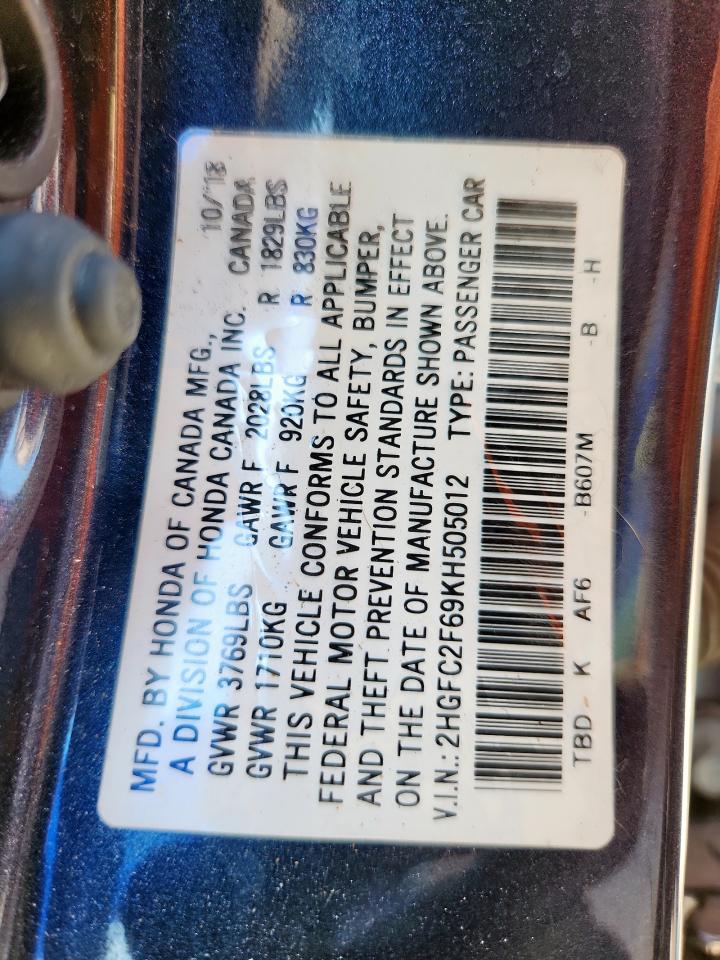 MFD. BY HONDA OF CANADA MFG., 10/18
A DIVISION OF HONDA CANADA INC. CANADA
GVWR 3769LBS GAWR F 2028LBS R 1829LBS
GVWR 1710KG GAWR F 920KG R 830KG
THIS VEHICLE CONFORMS TO ALL APPLICABLE
FEDERAL MOTOR VEHICLE SAFETY, BUMPER,
AND THEFT PREVENTION STANDARDS IN EFFECT
ON THE DATE OF MANUFACTURE SHOWN ABOVE.
V.I.N.: 2HGFC2F69KH505012 TYPE: PASSENGER CAR
TBD- K AF6 -B607M -B -H